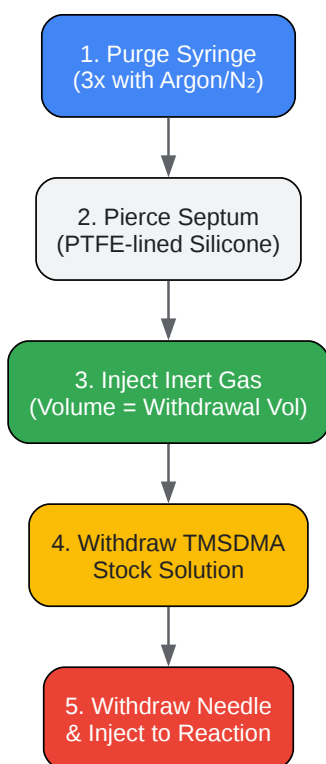 1. Purge Syringe
(3x with Argon/N₂)
2. Pierce Septum
(PTFE-lined Silicone)
3. Inject Inert Gas
(Volume = Withdrawal Vol)
4. Withdraw TMSDMA
Stock Solution
5. Withdraw Needle
& Inject to Reaction